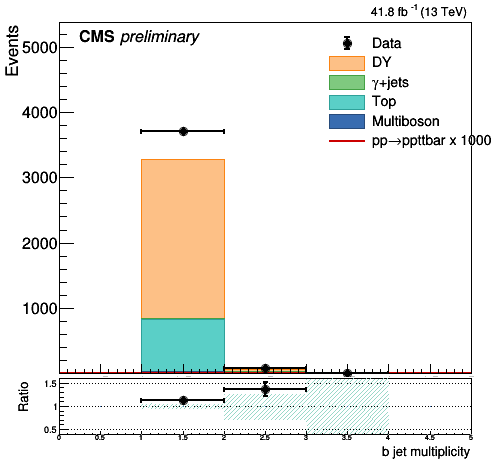 41.8 fb⁻¹ (13 TeV)
CMS preliminary
Events
5000
4000
3000
2000
1000
Data
DY
γ+jets
Top
Multiboson
pp→ppttbar x 1000
Ratio
1.5
1
0.5
0 0.5 1 1.5 2 2.5 3 3.5 4 4.5 5
b jet multiplicity